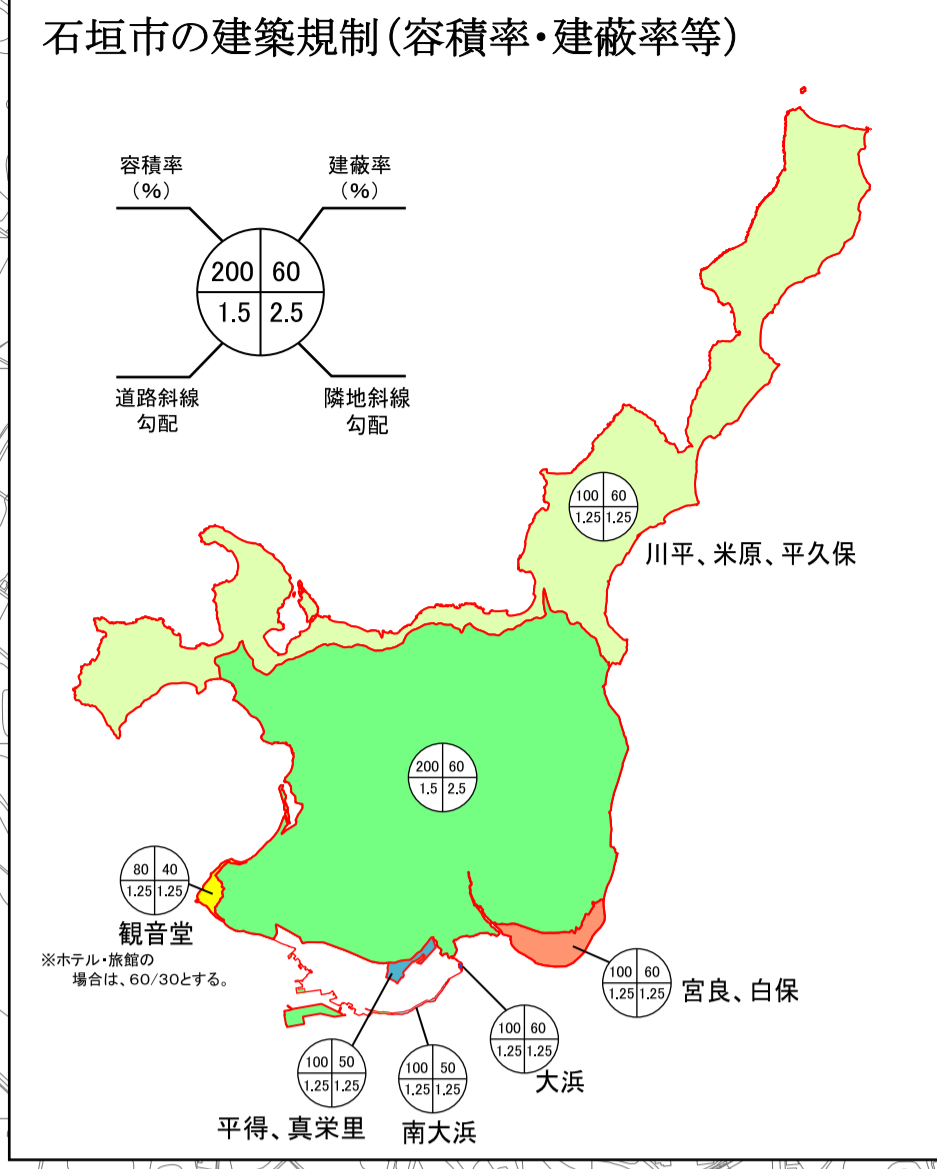 石垣市の建築規制(容積率・建蔽率等)
容積率
(%)
建蔽率
(%)
200 60
1.5 2.5
道路斜線
勾配
隣地斜線
勾配
100 60
1.25 1.25
川平、米原、平久保
200 60
1.5 2.5
80 40
1.25 1.25
観音堂
※ホテル・旅館の
場合は、60/30とする。
100 60
1.25 1.25
宮良、白保
100 60
1.25 1.25
大浜
100 50
1.25 1.25
平得、真栄里
100 50
1.25 1.25
南大浜